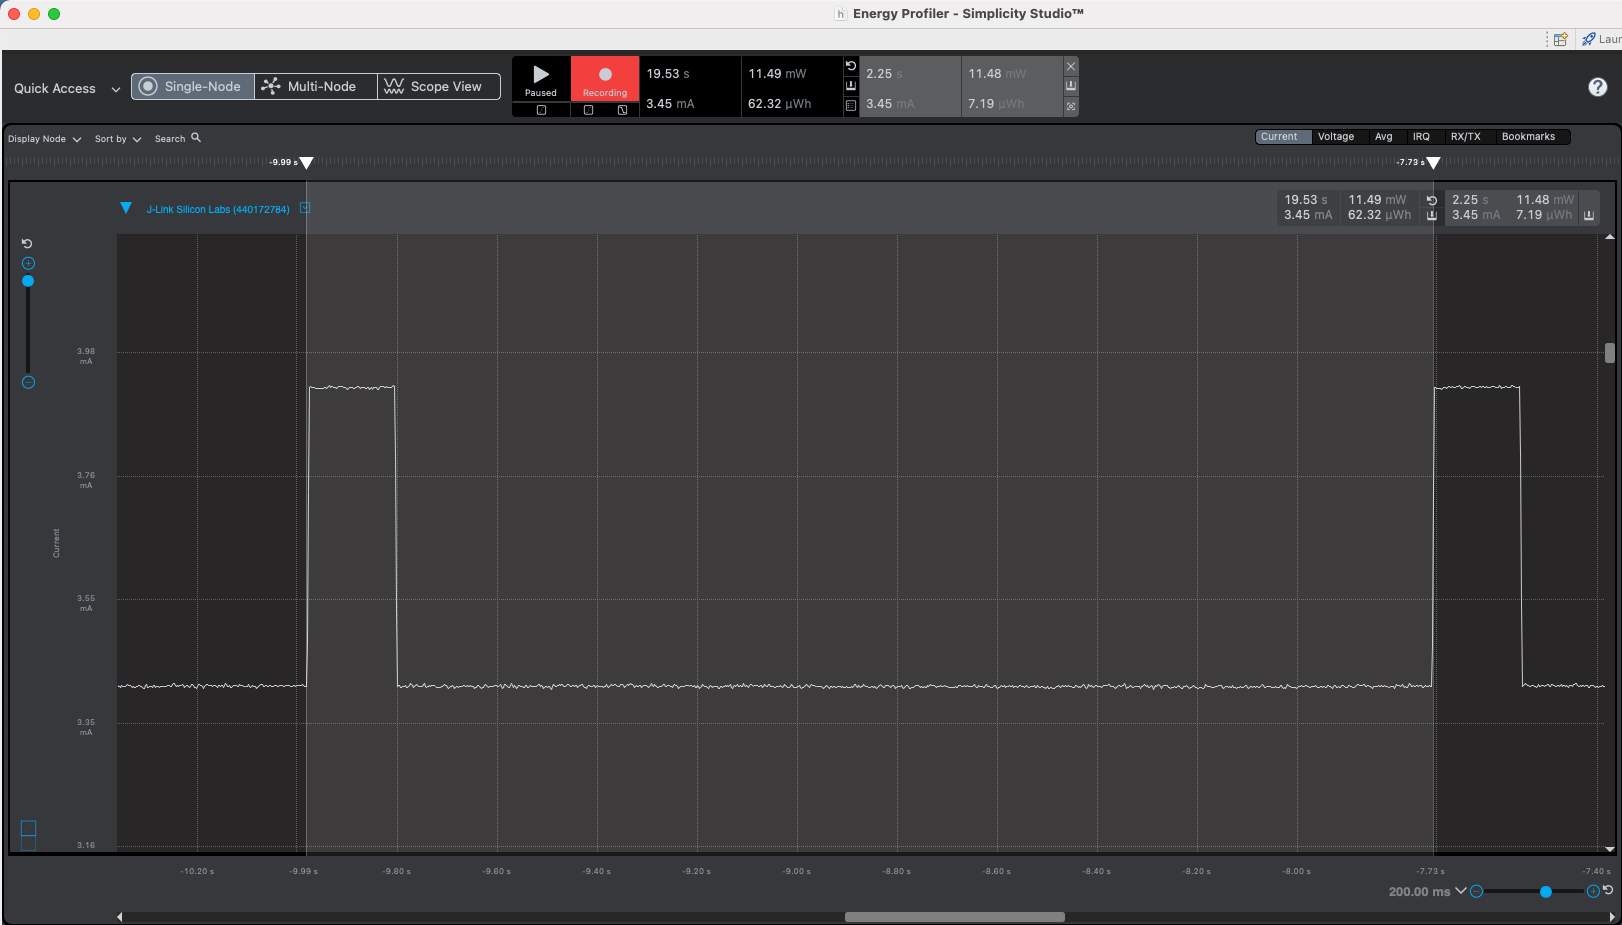 Energy Profiler - Simplicity Studio™
Laur
Quick Access
Single-Node
Multi-Node
Scope View
Paused
Recording
19.53 s
11.49 mW
3.45 mA
62.32 µWh
2.25 s
11.48 mW
3.45 mA
7.19 µWh
Display Node
Sort by
Search
Current
Voltage
Avg
IRQ
RX/TX
Bookmarks
-9.99 s
-7.73 s
J-Link Silicon Labs (440172784)
19.53 s
11.49 mW
2.25 s
11.48 mW
3.45 mA
62.32 µWh
3.45 mA
7.19 µWh
3.98
mA
3.76
mA
Current
3.55
mA
3.35
mA
3.16
-10.20 s
-9.99 s
-9.80 s
-9.60 s
-9.40 s
-9.20 s
-9.00 s
-8.80 s
-8.60 s
-8.40 s
-8.20 s
-8.00 s
-7.73 s
-7.40 s
200.00 ms